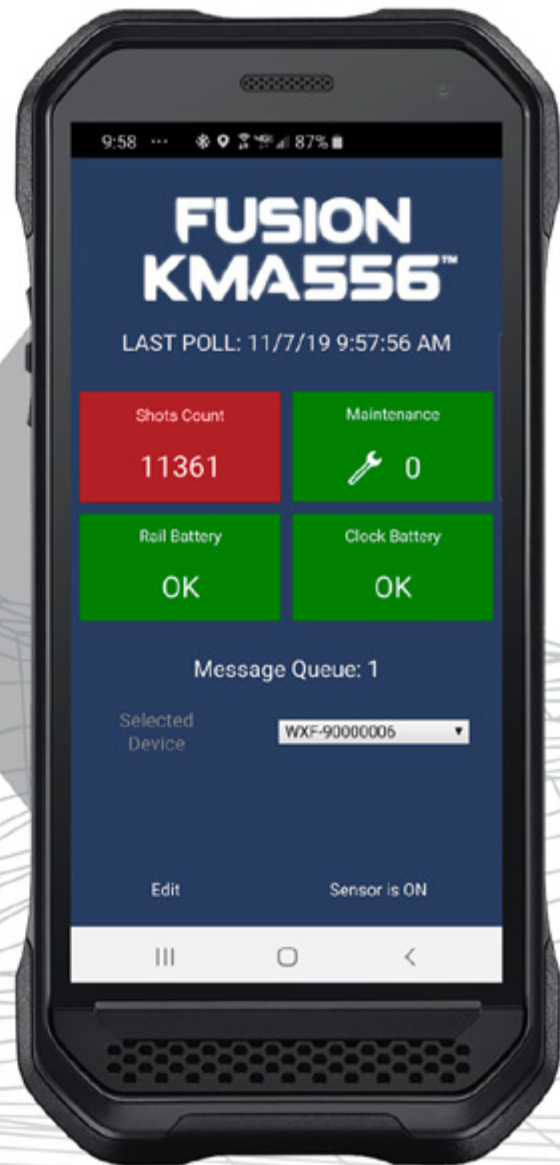 9:58 ··· 87%
FUSION
KMA556™
LAST POLL: 11/7/19 9:57:56 AM
Shots Count
Maintenance
11361
0
Rail Battery
Clock Battery
OK
OK
Message Queue: 1
Selected
Device
WXF-90000006
Edit
Sensor is ON